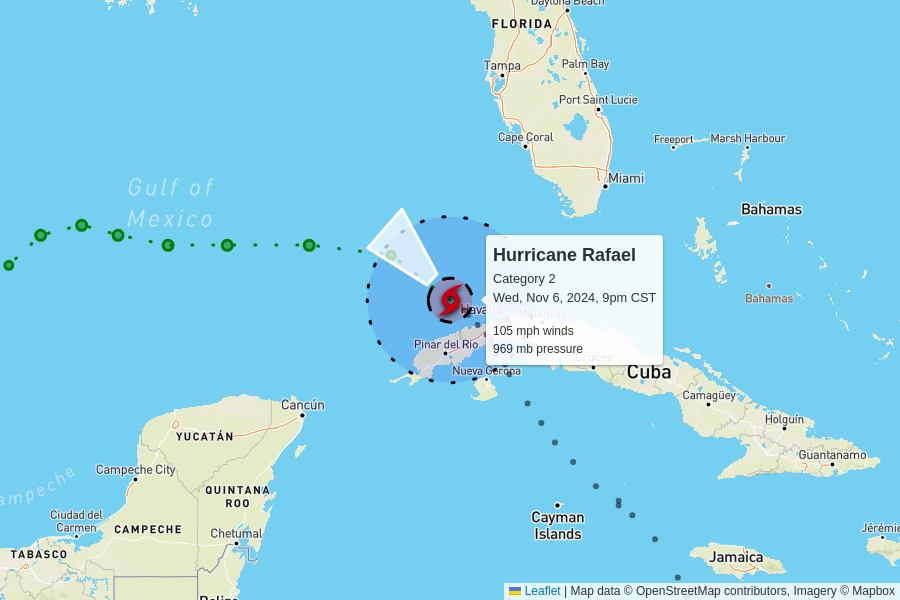 Daytona Beach
FLORIDA
Tampa
Palm Bay
Port Saint Lucie
Cape Coral
Freeport
Marsh Harbour
Miami
Gulf of
Mexico
Bahamas
Hurricane Rafael
Category 2
Wed, Nov 6, 2024, 9pm CST
105 mph winds
969 mb pressure
Bahamas
Havana
Matanzas
Pinar del Río
Cruces
Nueva Gerona
Cuba
Camagüey
Cancún
Holguín
YUCATÁN
Guantanamo
Campeche City
ampeche
QUINTANA
ROO
Ciudad del
Carmen
CAMPECHE
Chetumal
Cayman
Islands
Jérémie
TABASCO
Jamaica
Belize
Leaflet | Map data © OpenStreetMap contributors, Imagery © Mapbox